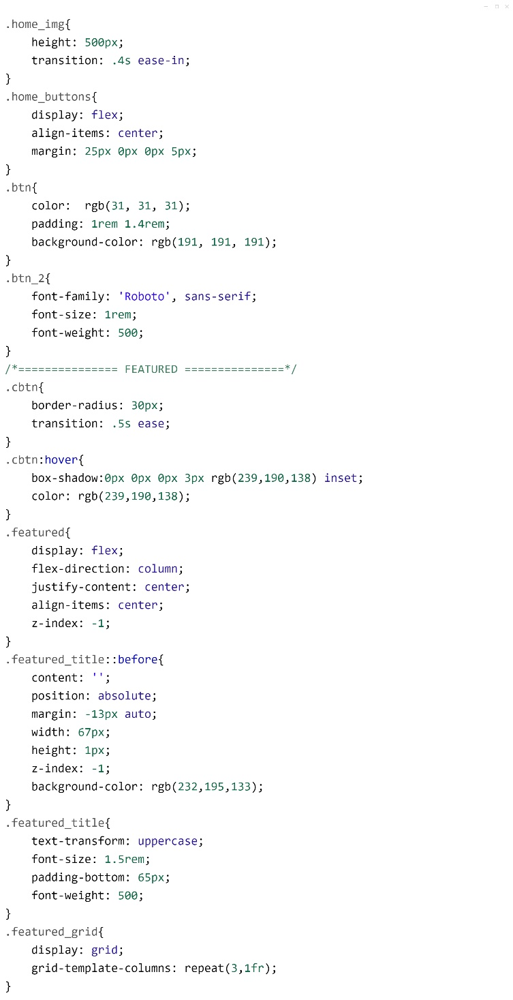 .home_img{
    height: 500px;
    transition: .4s ease-in;
}
.home_buttons{
    display: flex;
    align-items: center;
    margin: 25px 0px 0px 5px;
}
.btn{
    color:  rgb(31, 31, 31);
    padding: 1rem 1.4rem;
    background-color: rgb(191, 191, 191);
}
.btn_2{
    font-family: 'Roboto', sans-serif;
    font-size: 1rem;
    font-weight: 500;
}
/*=============== FEATURED ===============*/
.cbtn{
    border-radius: 30px;
    transition: .5s ease;
}
.cbtn:hover{
    box-shadow:0px 0px 0px 3px rgb(239,190,138) inset;
    color: rgb(239,190,138);
}
.featured{
    display: flex;
    flex-direction: column;
    justify-content: center;
    align-items: center;
    z-index: -1;
}
.featured_title::before{
    content: '';
    position: absolute;
    margin: -13px auto;
    width: 67px;
    height: 1px;
    z-index: -1;
    background-color: rgb(232,195,133);
}
.featured_title{
    text-transform: uppercase;
    font-size: 1.5rem;
    padding-bottom: 65px;
    font-weight: 500;
}
.featured_grid{
    display: grid;
    grid-template-columns: repeat(3,1fr);
}